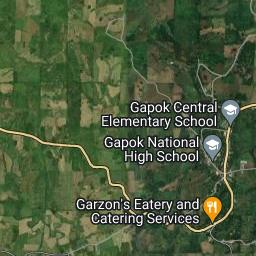 Gapok Central
Elementary School
Gapok National
High School
Garzon's Eatery and
Catering Services